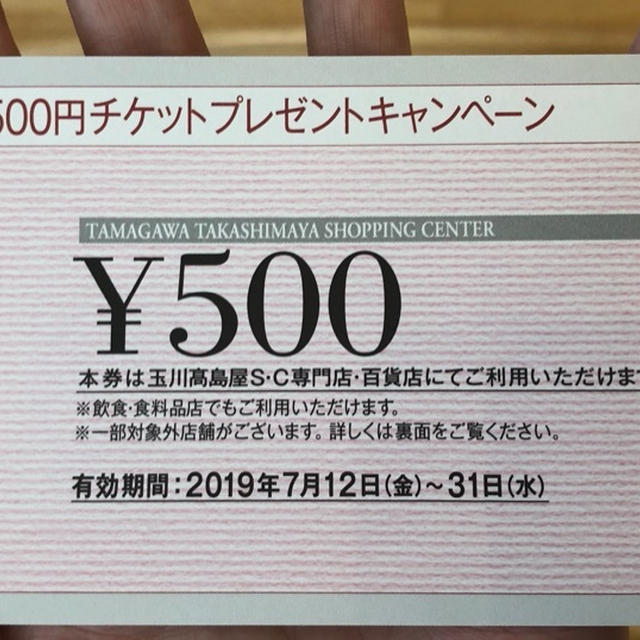 500円チケットプレゼントキャンペーン
TAMAGAWA TAKASHIMAYA SHOPPING CENTER
¥500
本券は玉川髙島屋S・C専門店・百貨店にてご利用いただけま
※飲食・食料品店でもご利用いただけます。
※一部対象外店舗がございます。詳しくは裏面をご覧ください。
有効期間：2019年7月12日(金)～31日(水)